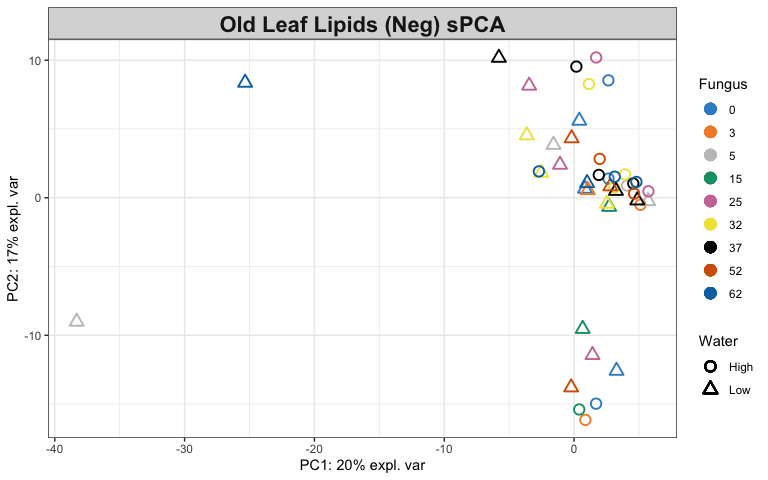 Old Leaf Lipids (Neg) sPCA
10
0
-10
PC2: 17% expl. var
-40
-30
-20
-10
0
PC1: 20% expl. var
Fungus
0
3
5
15
25
32
37
52
62
Water
High
Low